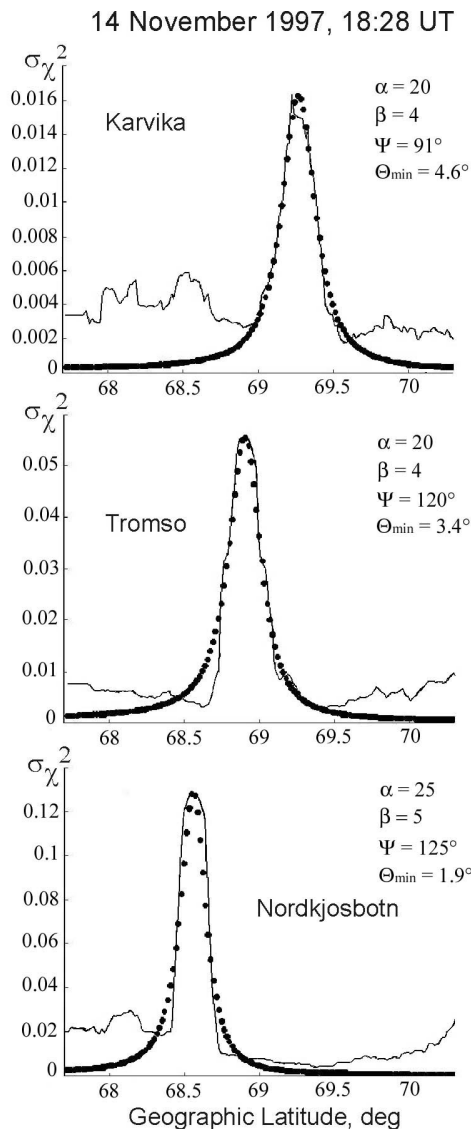 14 November 1997, 18:28 UT
σχ²
0.016
0.014
0.012
0.01
0.008
0.006
0.004
0.002
0
Karvika
α = 20
β = 4
Ψ = 91°
Θmin = 4.6°
68 68.5 69 69.5 70
σχ²
0.05
0.04
0.03
0.02
0.01
0
Tromso
α = 20
β = 4
Ψ = 120°
Θmin = 3.4°
68 68.5 69 69.5 70
σχ²
0.12
0.1
0.08
0.06
0.04
0.02
0
α = 25
β = 5
Ψ = 125°
Θmin = 1.9°
Nordkjosbotn
68 68.5 69 69.5 70
Geographic Latitude, deg